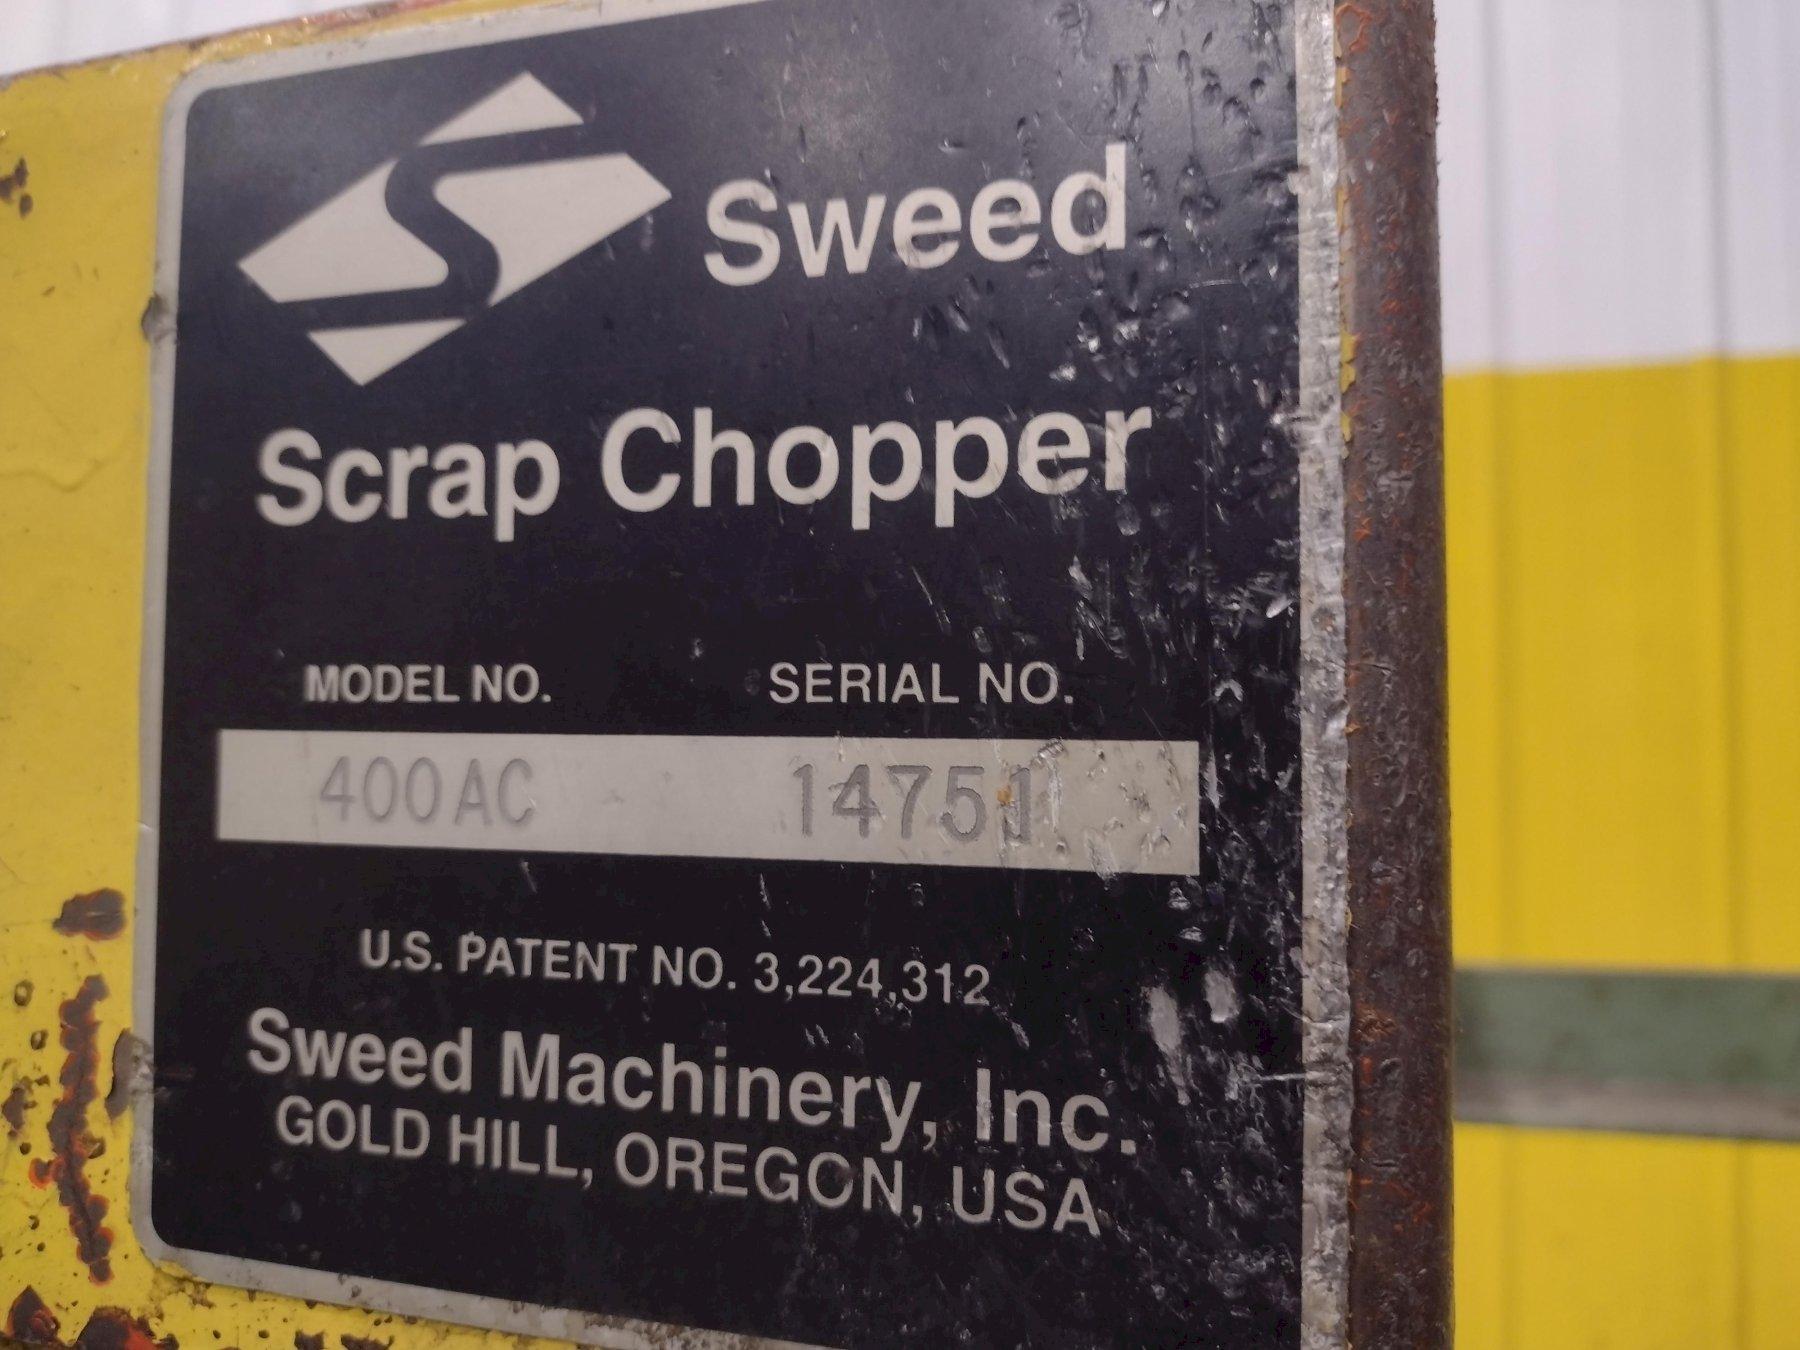 Sweed
Scrap Chopper
MODEL NO. SERIAL NO.
400AC 14751
U.S. PATENT NO. 3,224,312
Sweed Machinery, Inc.
GOLD HILL, OREGON, USA